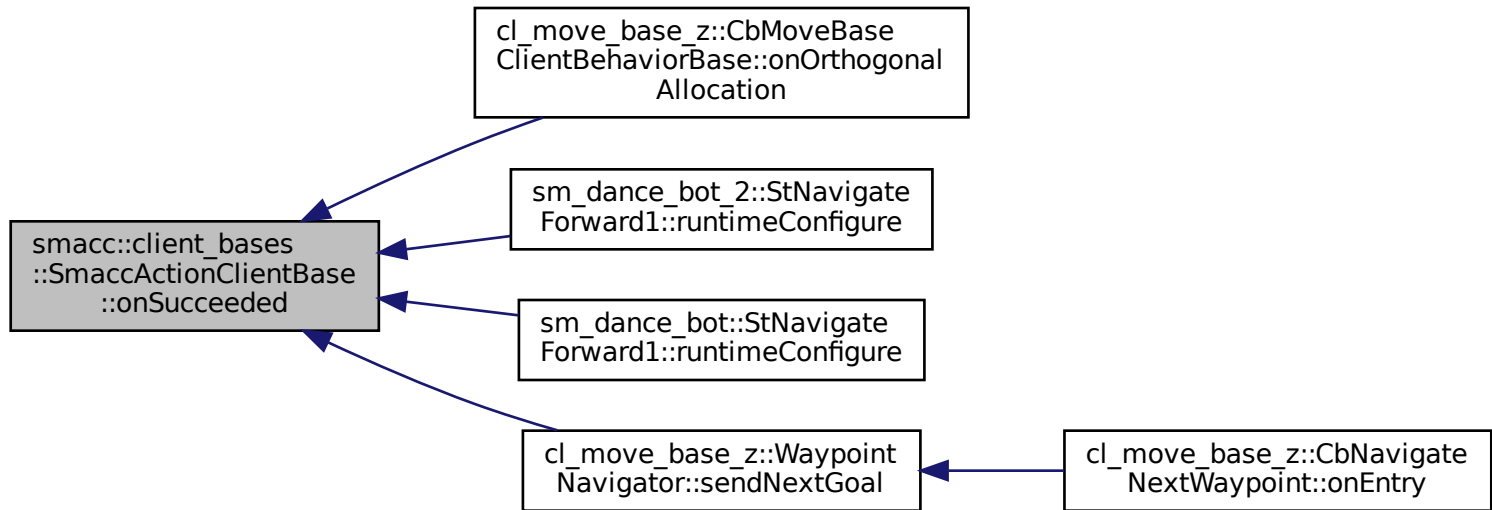 cl_move_base_z::CbMoveBase
ClientBehaviorBase::onOrthogonal
Allocation
sm_dance_bot_2::StNavigate
Forward1::runtimeConfigure
smacc::client_bases
::SmaccActionClientBase
::onSucceeded
sm_dance_bot::StNavigate
Forward1::runtimeConfigure
cl_move_base_z::Waypoint
Navigator::sendNextGoal
cl_move_base_z::CbNavigate
NextWaypoint::onEntry